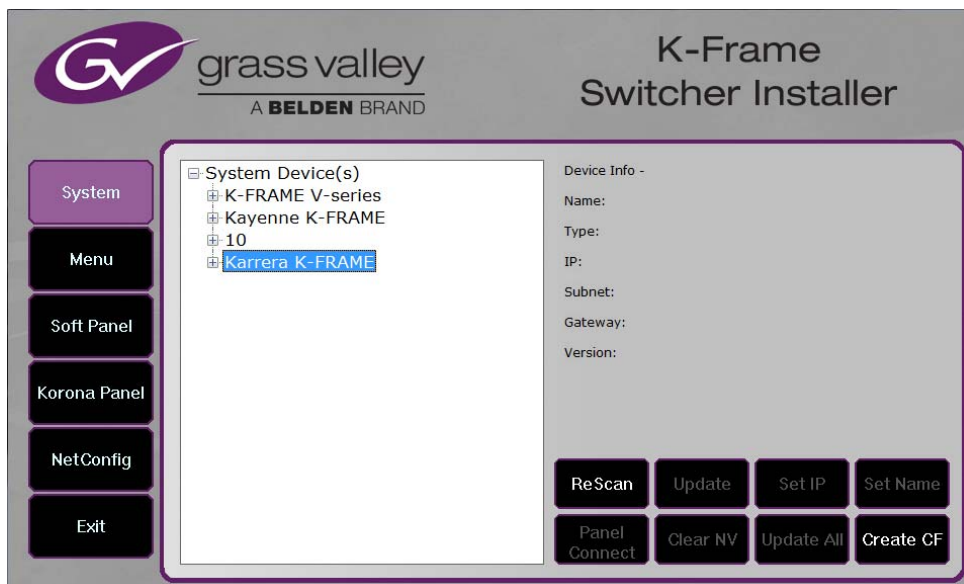 GV
grass valley
A BELDEN BRAND
K-Frame
Switcher Installer
System
Menu
Soft Panel
Korona Panel
NetConfig
Exit
System Device(s)
K-FRAME V-series
Kayenne K-FRAME
10
Karrera K-FRAME
Device Info -
Name:
Type:
IP:
Subnet:
Gateway:
Version:
ReScan
Update
Set IP
Set Name
Panel
Connect
Clear NV
Update All
Create CF